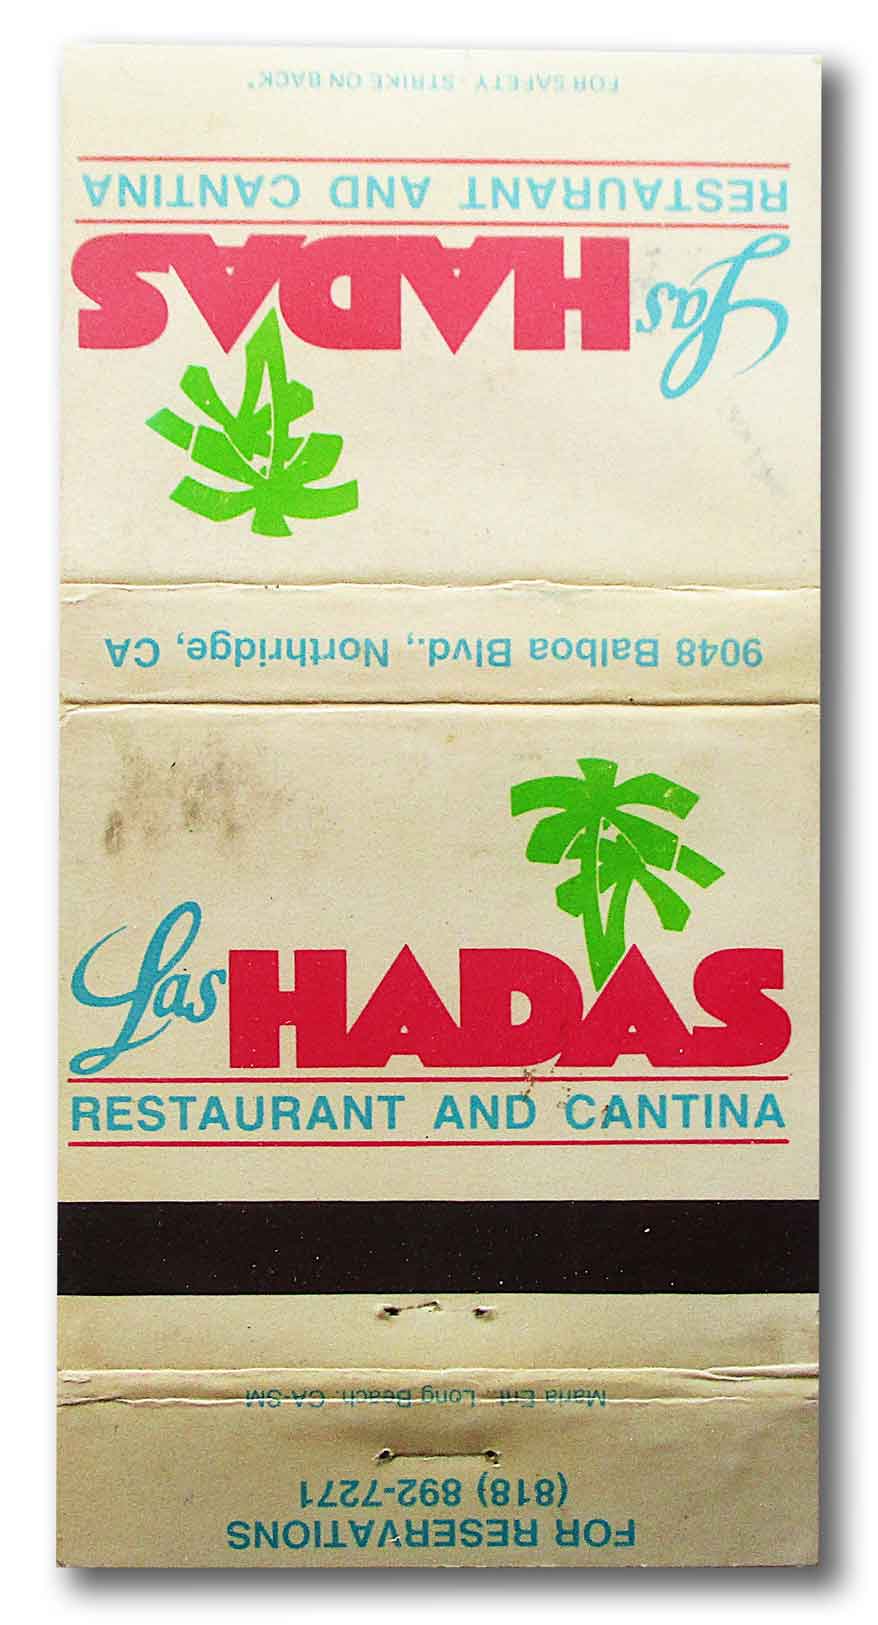 FOR SAFETY - STRIKE ON BACK"
RESTAURANT AND CANTINA
Las HADAS
9048 Balboa Blvd., Northridge, CA
Las HADAS
RESTAURANT AND CANTINA
Maria Ent., Long Beach, CA-SM
(818) 892-7271
FOR RESERVATIONS